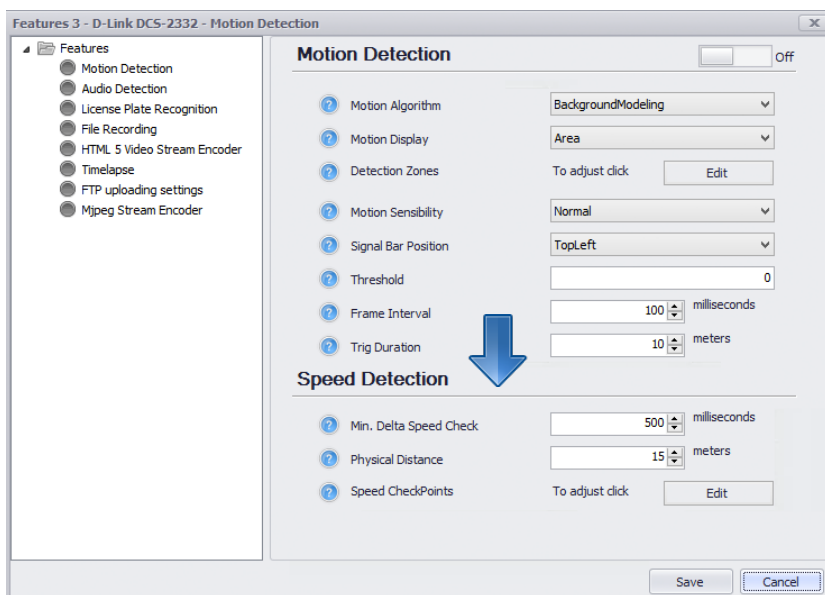 Features 3 - D-Link DCS-2332 - Motion Detection
Features
Motion Detection
Audio Detection
License Plate Recognition
File Recording
HTML 5 Video Stream Encoder
Timelapse
FTP uploading settings
Mjpeg Stream Encoder
Motion Detection Off
Motion Algorithm BackgroundModeling
Motion Display Area
Detection Zones To adjust click Edit
Motion Sensibility Normal
Signal Bar Position TopLeft
Threshold 0
Frame Interval 100 milliseconds
Trig Duration 10 meters
Speed Detection
Min. Delta Speed Check 500 milliseconds
Physical Distance 15 meters
Speed CheckPoints To adjust click Edit
Save Cancel